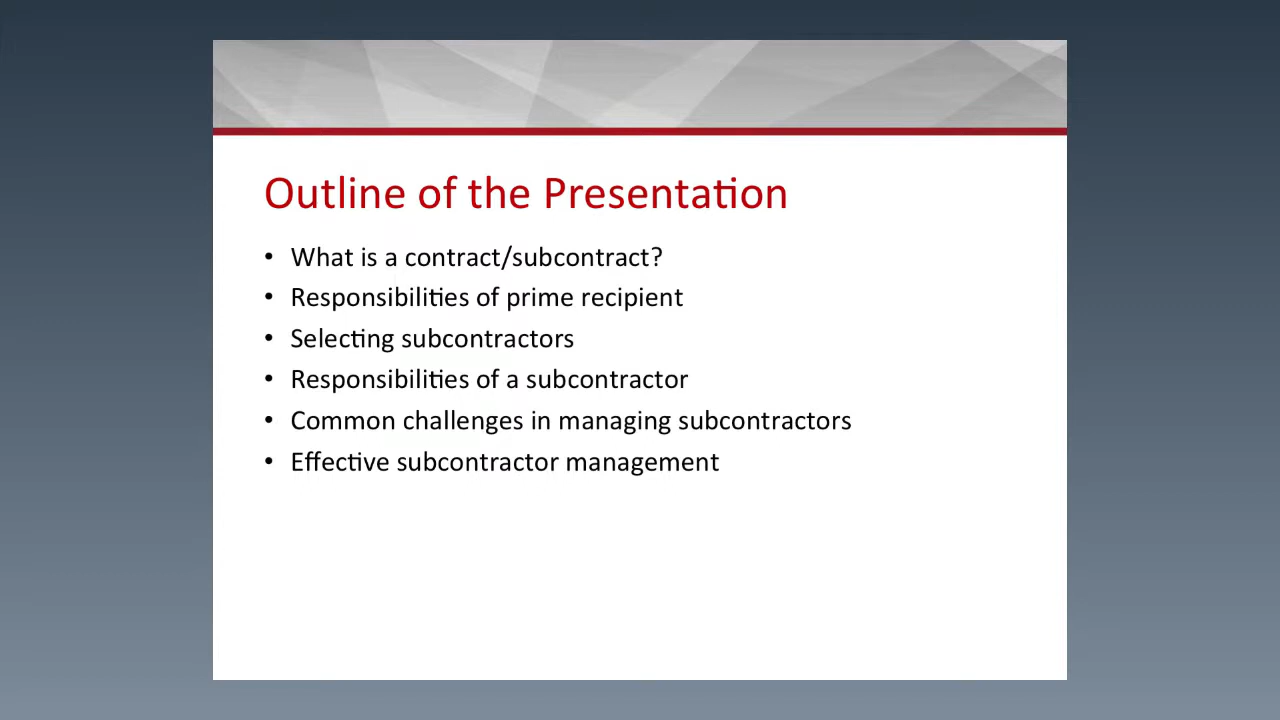 Outline of the Presentation
• What is a contract/subcontract?
• Responsibilities of prime recipient
• Selecting subcontractors
• Responsibilities of a subcontractor
• Common challenges in managing subcontractors
• Effective subcontractor management